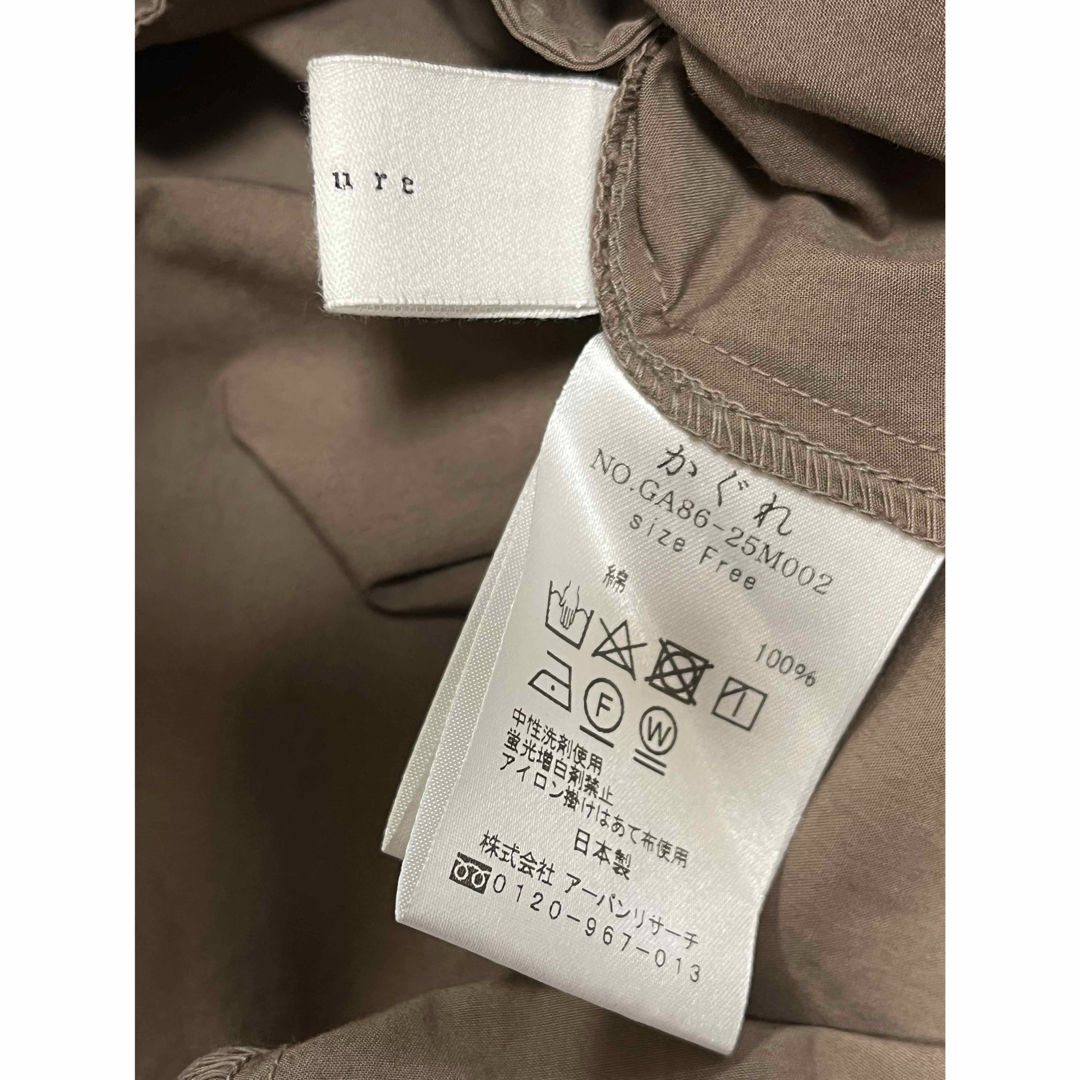 ure
かぐれ
NO.GA86-25M002
size Free
綿 100%
F W
中性洗剤使用
蛍光増白剤禁止
アイロン掛けはあて布使用
日本製
株式会社 アーバンリサーチ
0120-967-013